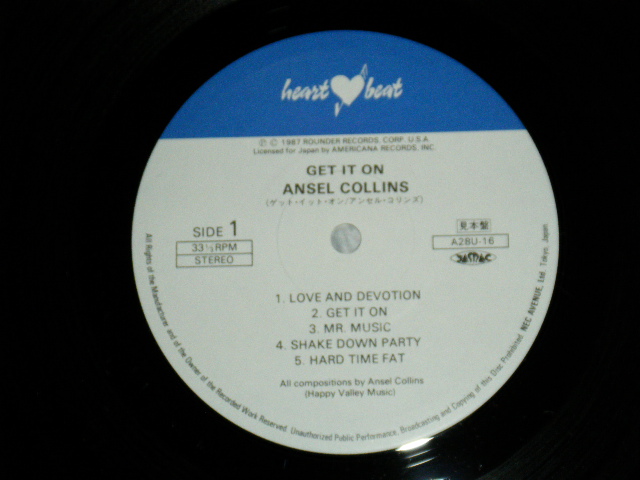 heart beat
℗ © 1987 ROUNDER RECORDS. CORP. U.S.A.
Licensed for Japan by AMERICANA RECORDS, INC.
GET IT ON
ANSEL COLLINS
(ゲット・イット・オン/アンセル・コリンズ)
SIDE 1
33⅓ RPM
STEREO
見本盤
A28U-16
JASRAC
1. LOVE AND DEVOTION
2. GET IT ON
3. MR. MUSIC
4. SHAKE DOWN PARTY
5. HARD TIME FAT
All compositions by Ansel Collins
(Happy Valley Music)
All Rights of the Manufacturer and of the Owner of the Recorded Work Reserved. Unauthorized Public Performance, Broadcasting and Copying of this Disc Prohibited. NEC AVENUE, Ltd. Tokyo, Japan